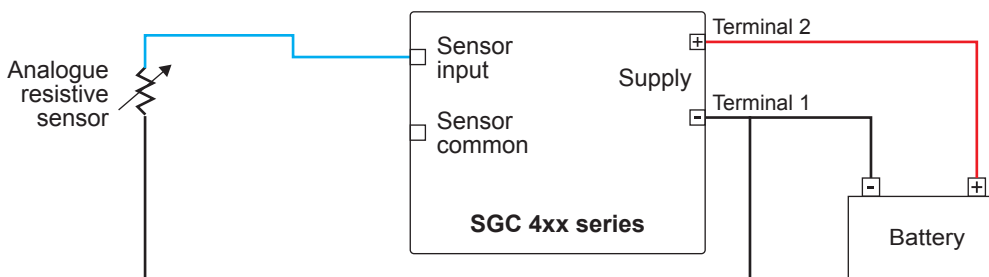 Analogue
resistive
sensor
Sensor
input
Sensor
common
SGC 4xx series
Supply
+
-
Terminal 2
Terminal 1
-
+
Battery